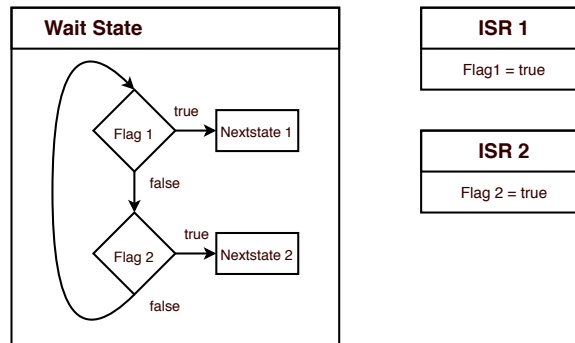 Wait State
Flag 1
true
Nextstate 1
false
Flag 2
true
Nextstate 2
false
ISR 1
Flag1 = true
ISR 2
Flag 2 = true